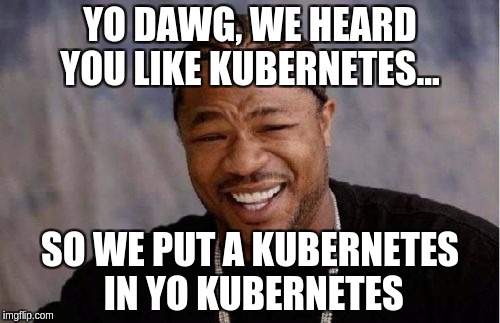 YO DAWG, WE HEARD
YOU LIKE KUBERNETES...
SO WE PUT A KUBERNETES
IN YO KUBERNETES
imgflip.com